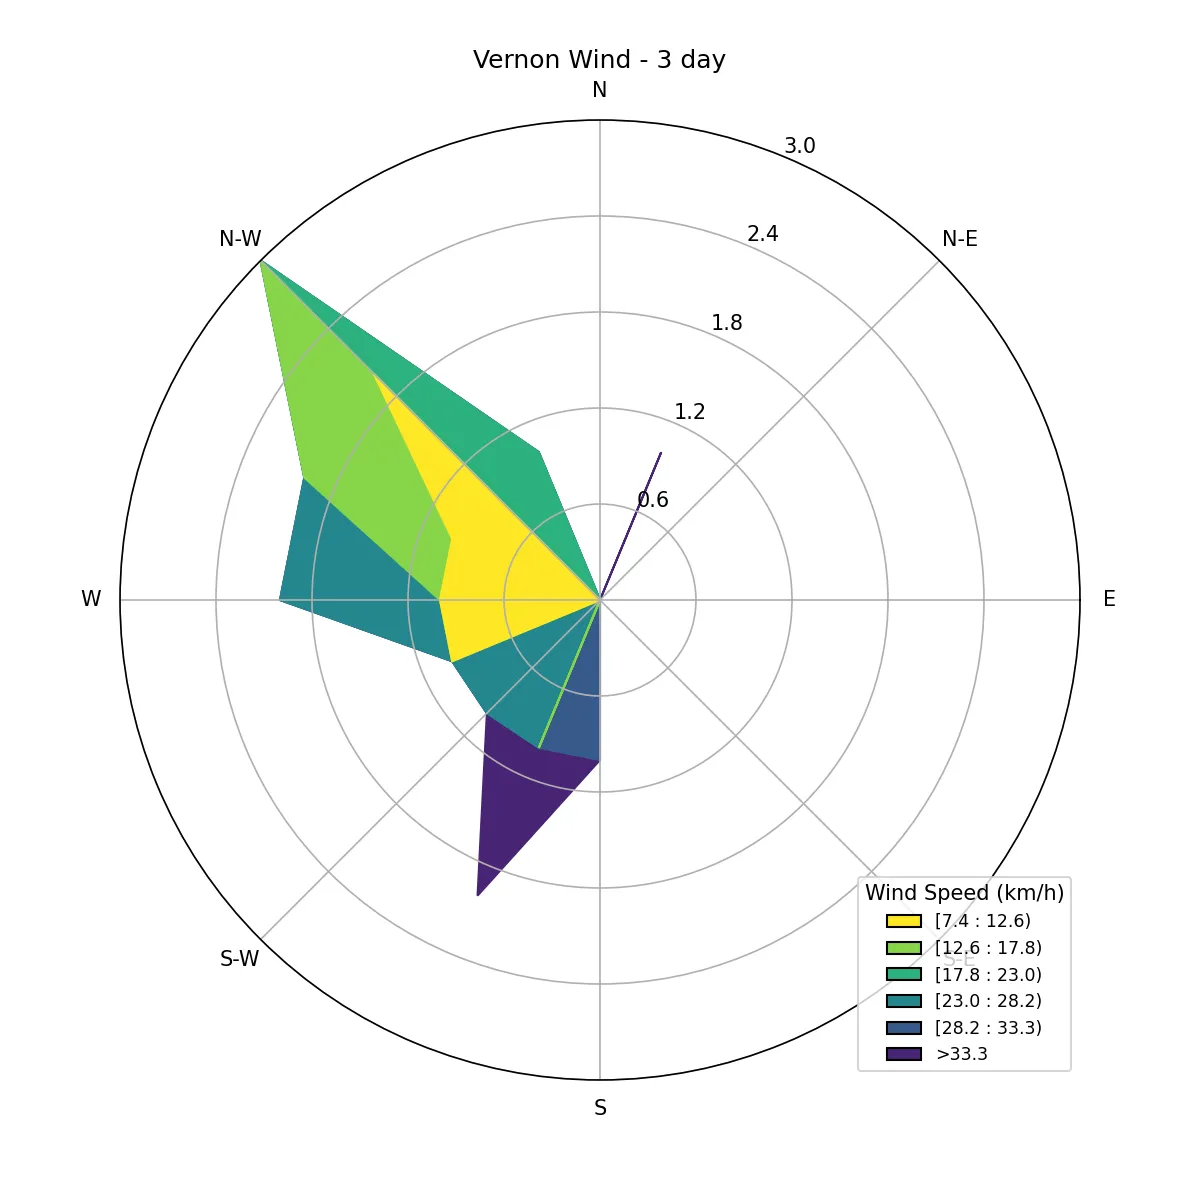 Vernon Wind - 3 day
N
3.0
N-W
N-E
2.4
1.8
1.2
0.6
W
E
S-W
S-E
Wind Speed (km/h)
[7.4 : 12.6)
[12.6 : 17.8)
[17.8 : 23.0)
[23.0 : 28.2)
[28.2 : 33.3)
>33.3
S